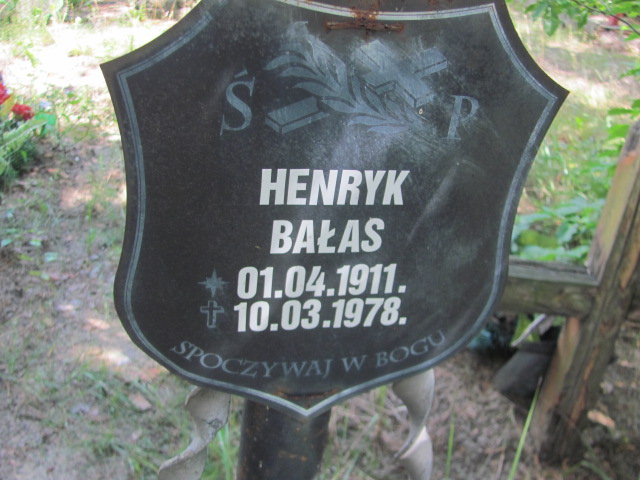 Ś P
HENRYK
BAŁAS
01.04.1911.
10.03.1978.
SPOCZYWAJ W BOGU